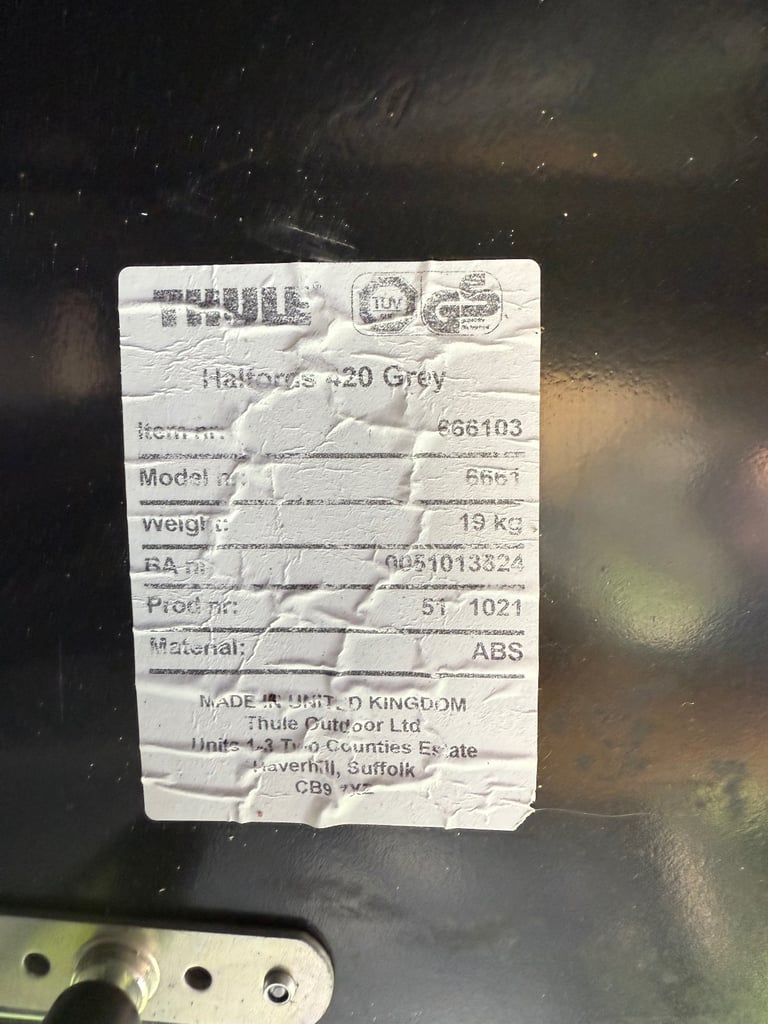 THULE
TÜV
GS
Halfords 420 Grey
Item nr: 666103
Model nr: 6661
Weight: 19 kg
BA nr
Prod nr: 51 1021
Material: ABS
MADE IN UNITED KINGDOM
Thule Outdoor Ltd
Units 1-3 Two Counties Estate
Haverhill, Suffolk
CB9